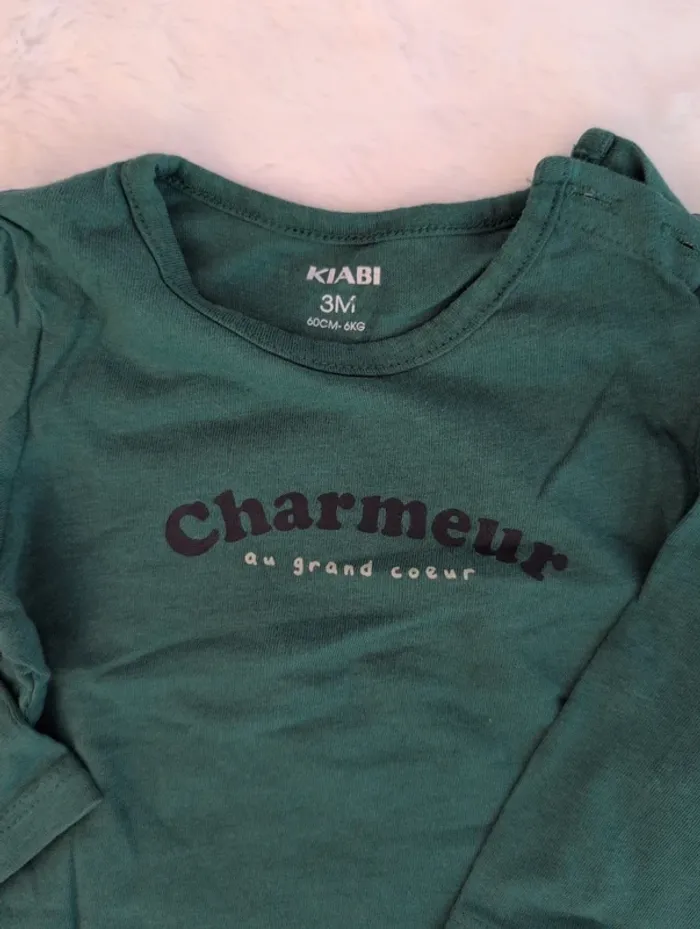 KIABI
3M
60CM-6KG
Charmeur
au grand coeur